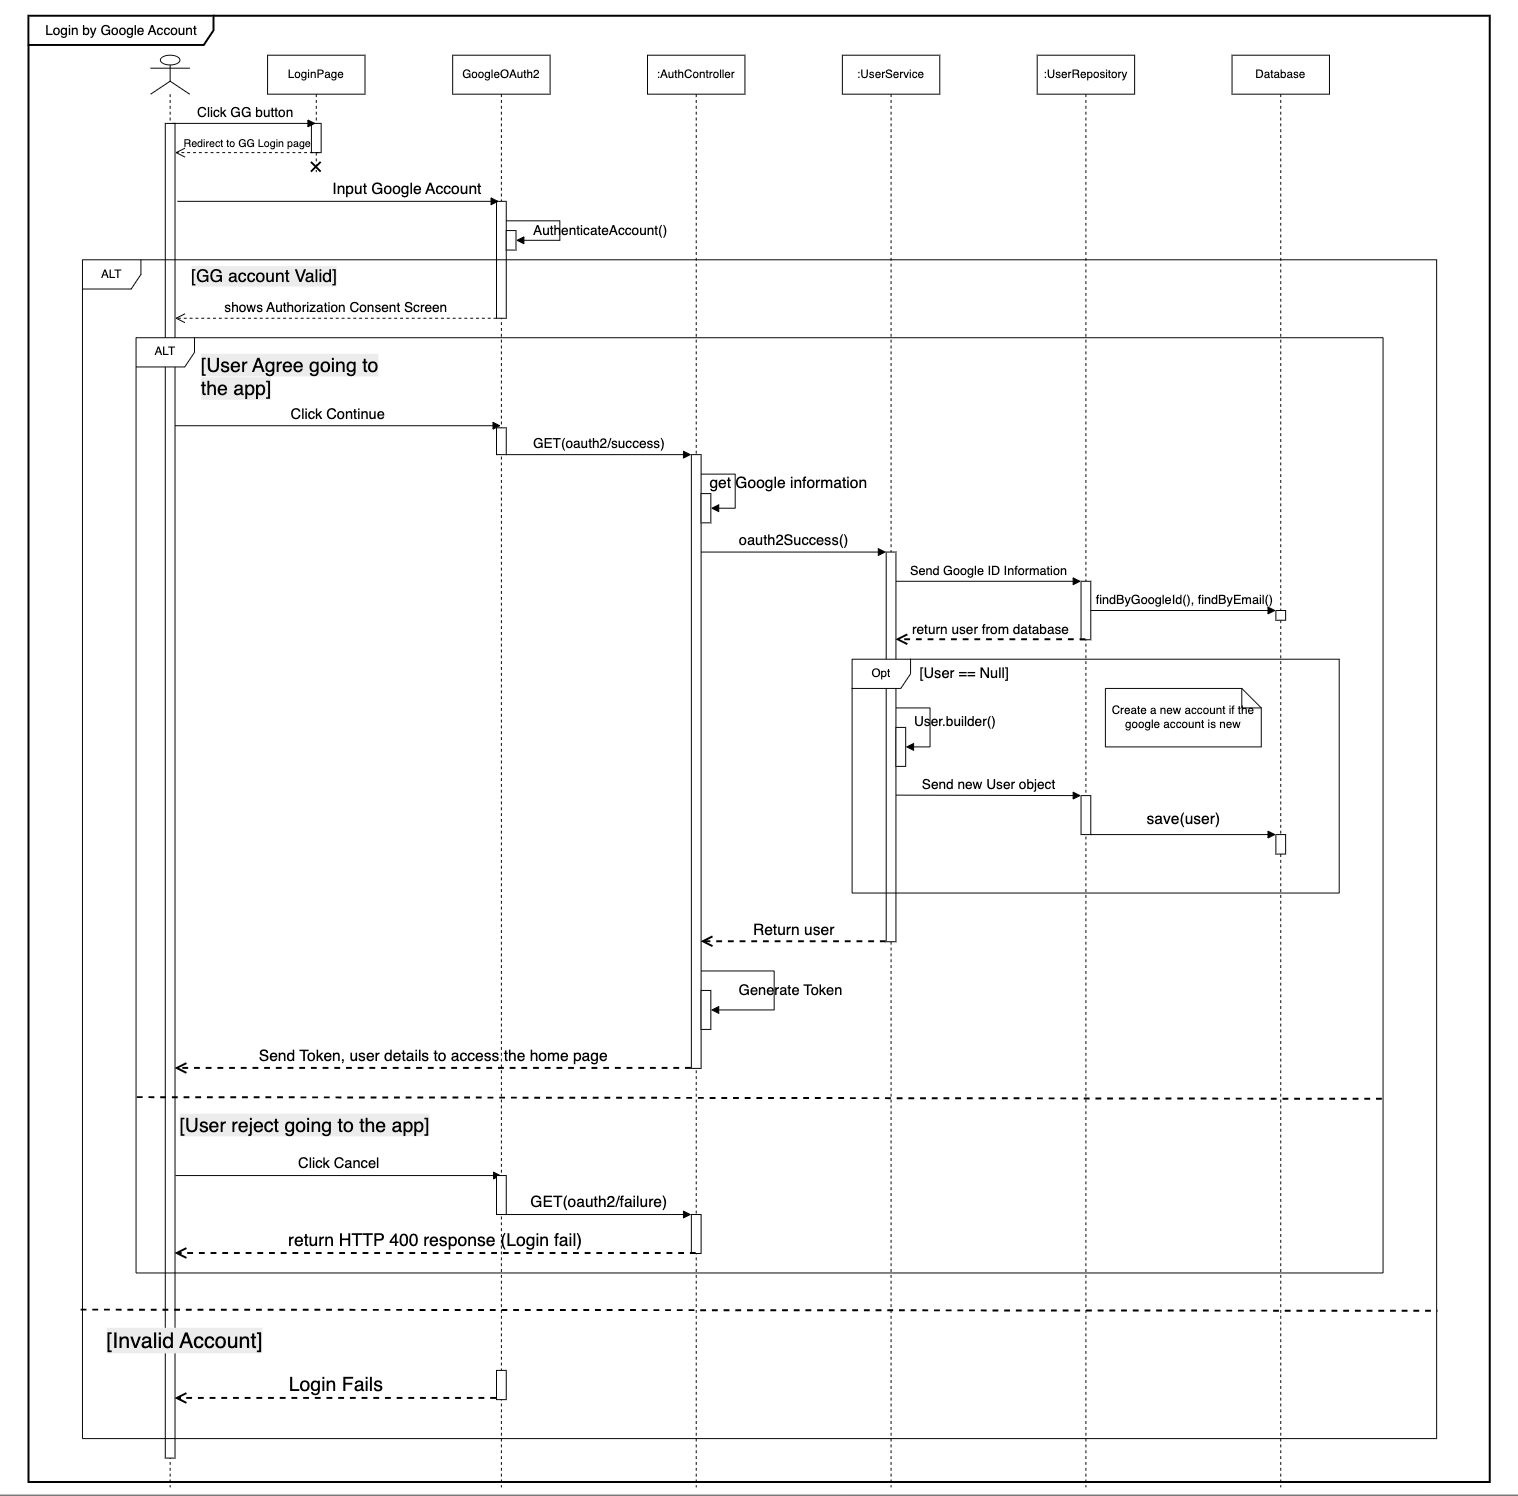 Login by Google Account
LoginPage
GoogleOAuth2
:AuthController
:UserService
:UserRepository
Database
Click GG button
Redirect to GG Login page
Input Google Account
AuthenticateAccount()
ALT
[GG account Valid]
shows Authorization Consent Screen
ALT
[User Agree going to
the app]
Click Continue
GET(oauth2/success)
get Google information
oauth2Success()
Send Google ID Information
findByGoogleId(), findByEmail()
return user from database
Opt
[User == Null]
Create a new account if the
google account is new
User.builder()
Send new User object
save(user)
Return user
Generate Token
Send Token, user details to access the home page
[User reject going to the app]
Click Cancel
GET(oauth2/failure)
return HTTP 400 response (Login fail)
[Invalid Account]
Login Fails